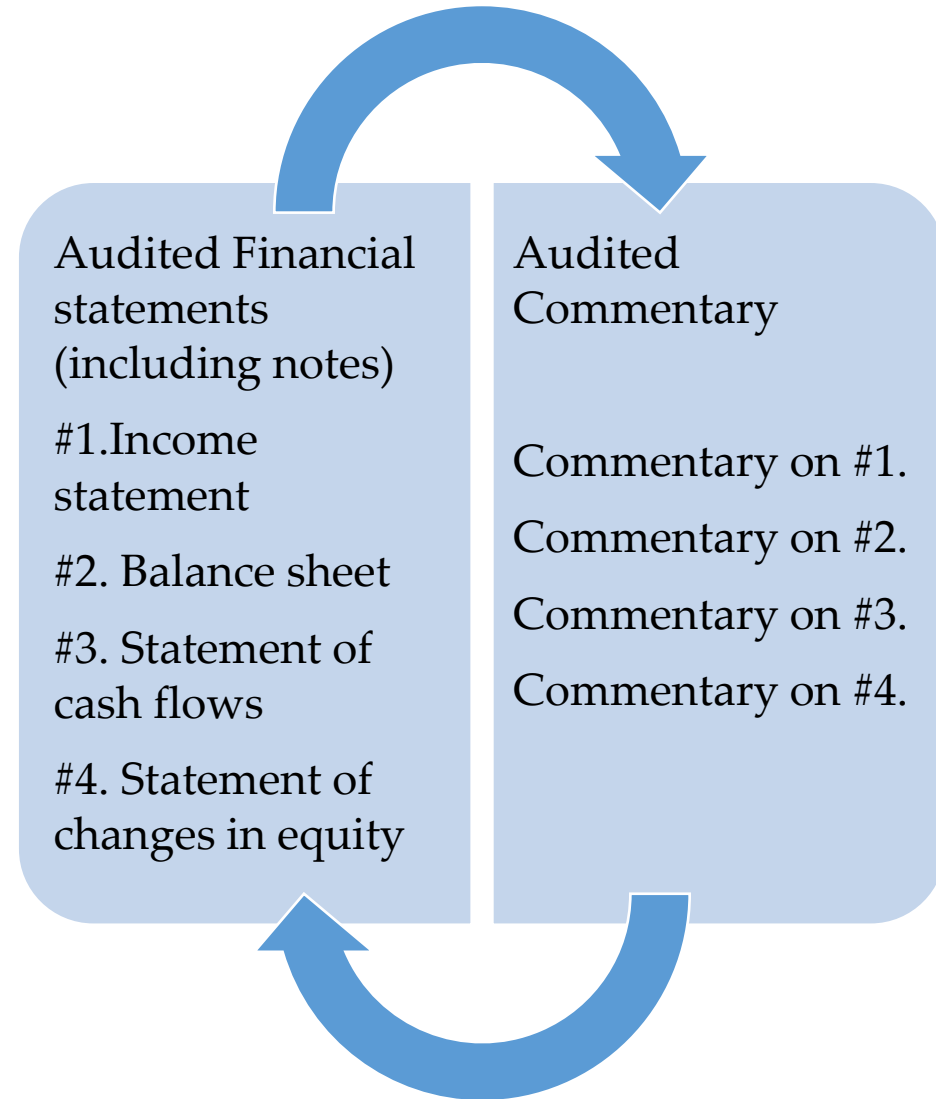 Audited Financial
statements
(including notes)
#1.Income
statement
#2. Balance sheet
#3. Statement of
cash flows
#4. Statement of
changes in equity
Audited
Commentary
Commentary on #1.
Commentary on #2.
Commentary on #3.
Commentary on #4.